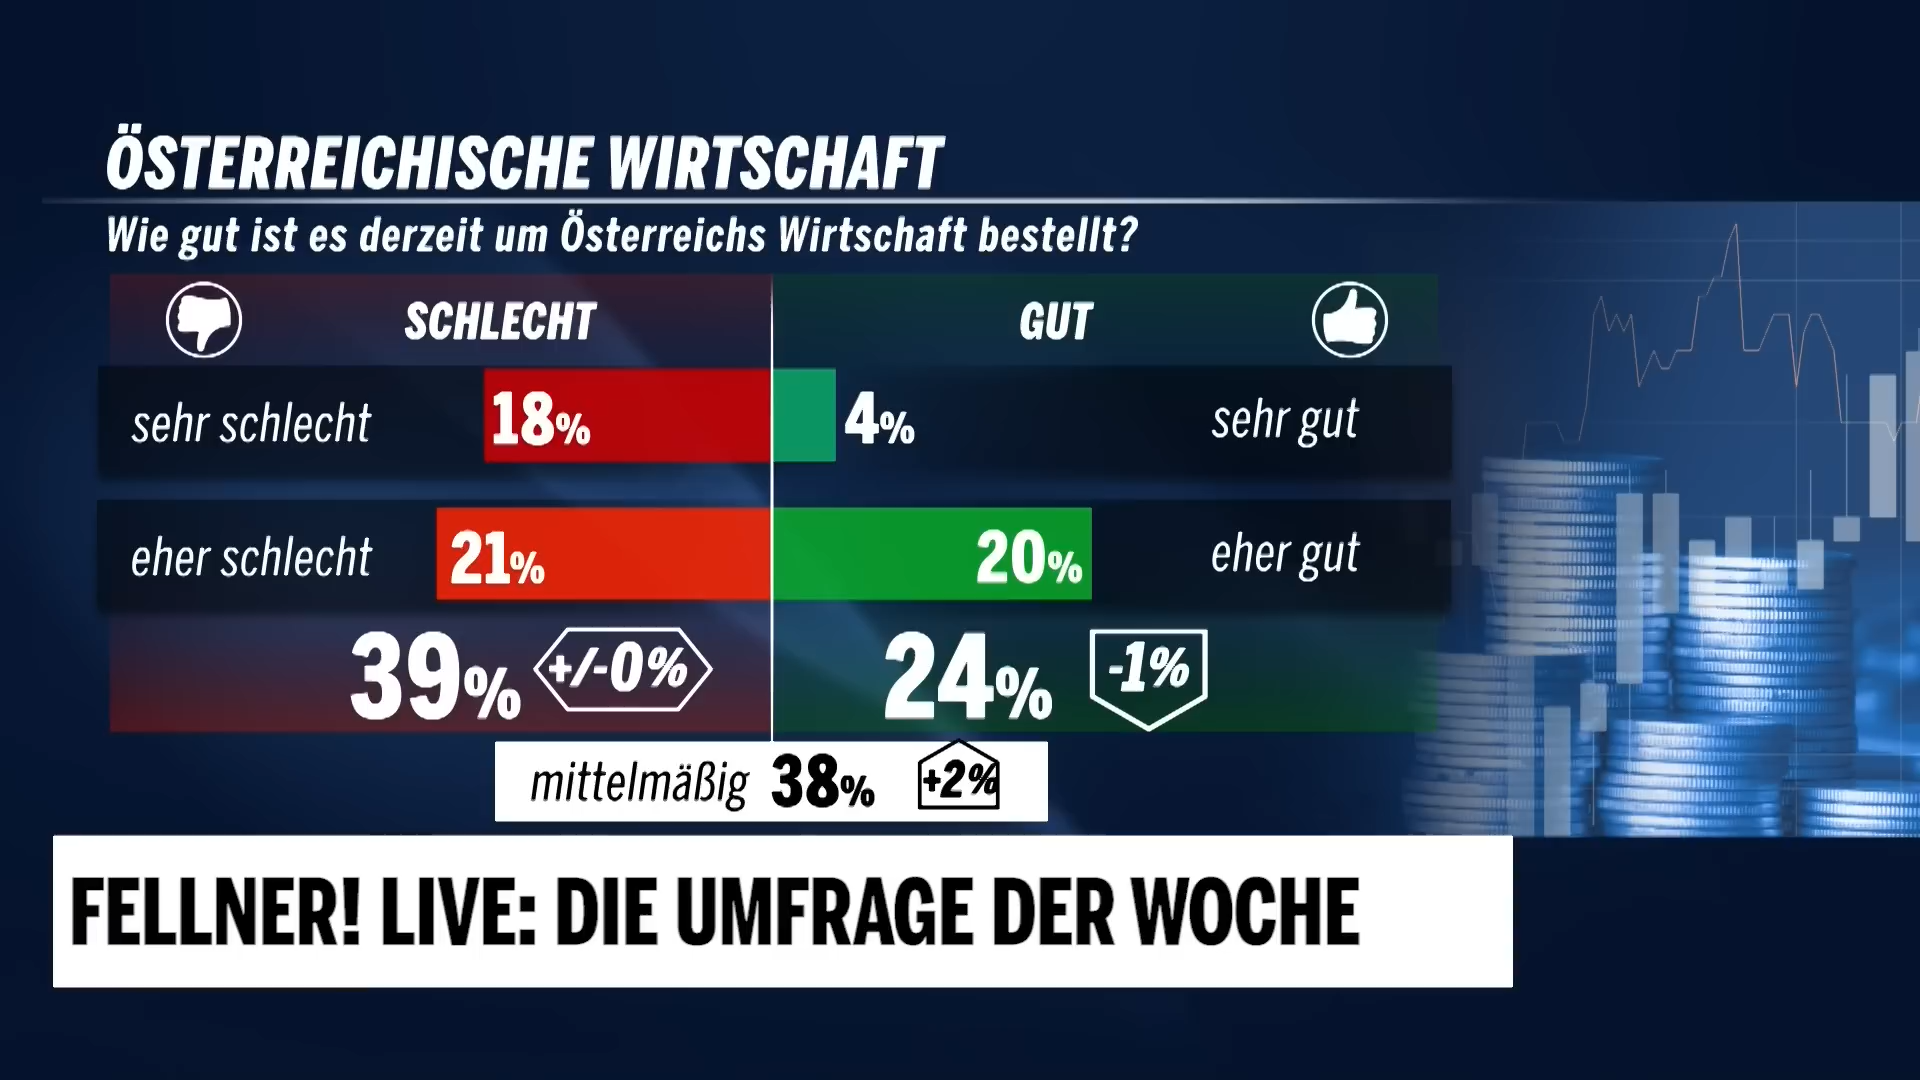 ÖSTERREICHISCHE WIRTSCHAFT
Wie gut ist es derzeit um Österreichs Wirtschaft bestellt?
SCHLECHT GUT
sehr schlecht 18% 4% sehr gut
eher schlecht 21% 20% eher gut
39% +/-0% 24% -1%
mittelmäßig 38% +2%
FELLNER! LIVE: DIE UMFRAGE DER WOCHE